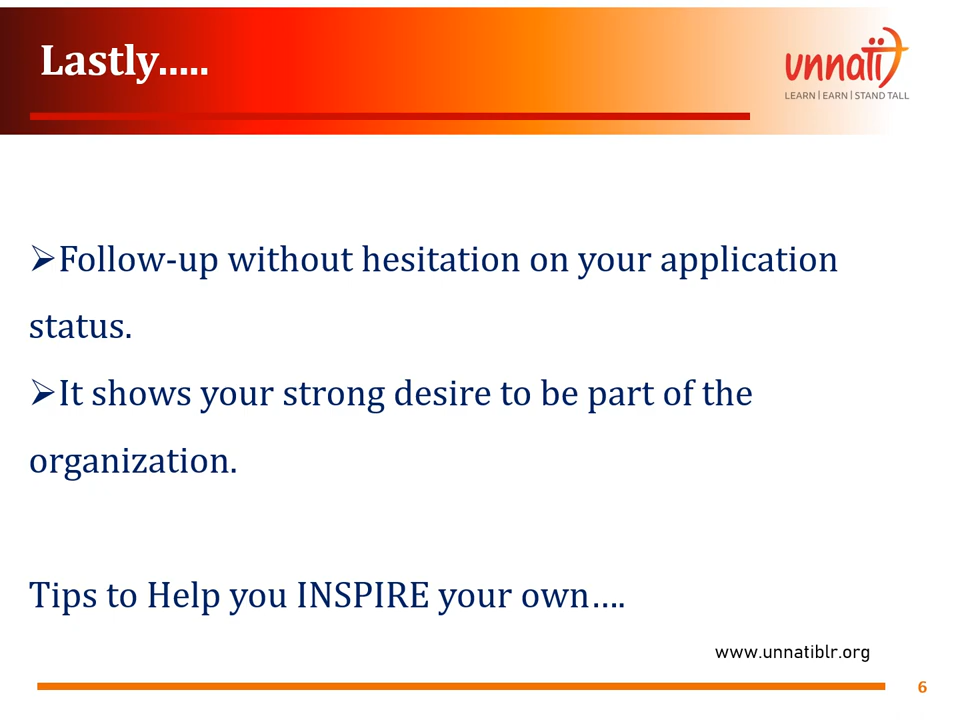 Lastly.....
unnati
LEARN | EARN | STAND TALL
➢Follow-up without hesitation on your application
status.
➢It shows your strong desire to be part of the
organization.
Tips to Help you INSPIRE your own….
www.unnatiblr.org
6